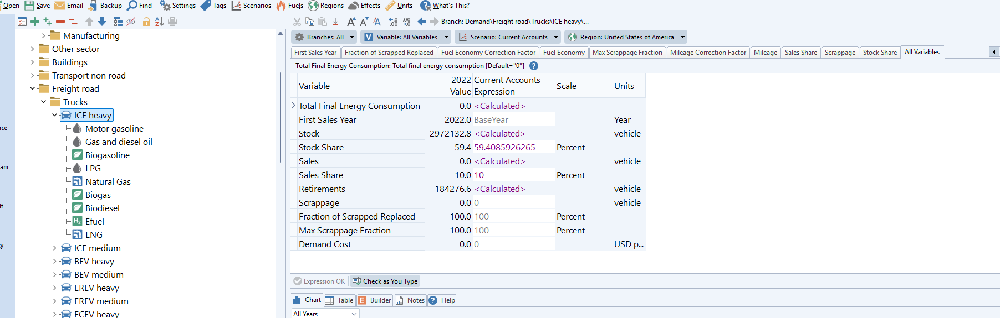 Open Save Email Backup Find Settings Tags Scenarios Fuels Regions Effects Units What's This?
Branch: Demand\Freight road\Trucks\ICE heavy\...
Manufacturing
Other sector
Buildings
Transport non road
Freight road
Trucks
ICE heavy
Motor gasoline
Gas and diesel oil
Biogasoline
LPG
Natural Gas
Biogas
Biodiesel
Efuel
LNG
ICE medium
BEV heavy
BEV medium
EREV heavy
EREV medium
FCEV heavy
Branches: All Variable: All Variables Scenario: Current Accounts Region: United States of America
First Sales Year Fraction of Scrapped Replaced Fuel Economy Correction Factor Fuel Economy Max Scrappage Fraction Mileage Correction Factor Mileage Sales Share Scrappage Stock Share All Variables
Total Final Energy Consumption: Total final energy consumption [Default="0"]
Variable 2022 Value Current Accounts Expression Scale Units
Total Final Energy Consumption 0.0 <Calculated>
First Sales Year 2022.0 BaseYear Year
Stock 2972132.8 <Calculated> vehicle
Stock Share 59.4 59.4085926265 Percent
Sales 0.0 <Calculated> vehicle
Sales Share 10.0 10 Percent
Retirements 184276.6 <Calculated> vehicle
Scrappage 0.0 0 vehicle
Fraction of Scrapped Replaced 100.0 100 Percent
Max Scrappage Fraction 100.0 100 Percent
Demand Cost 0.0 0 USD p...
Expression OK Check as You Type
Chart Table Builder Notes Help
All Years